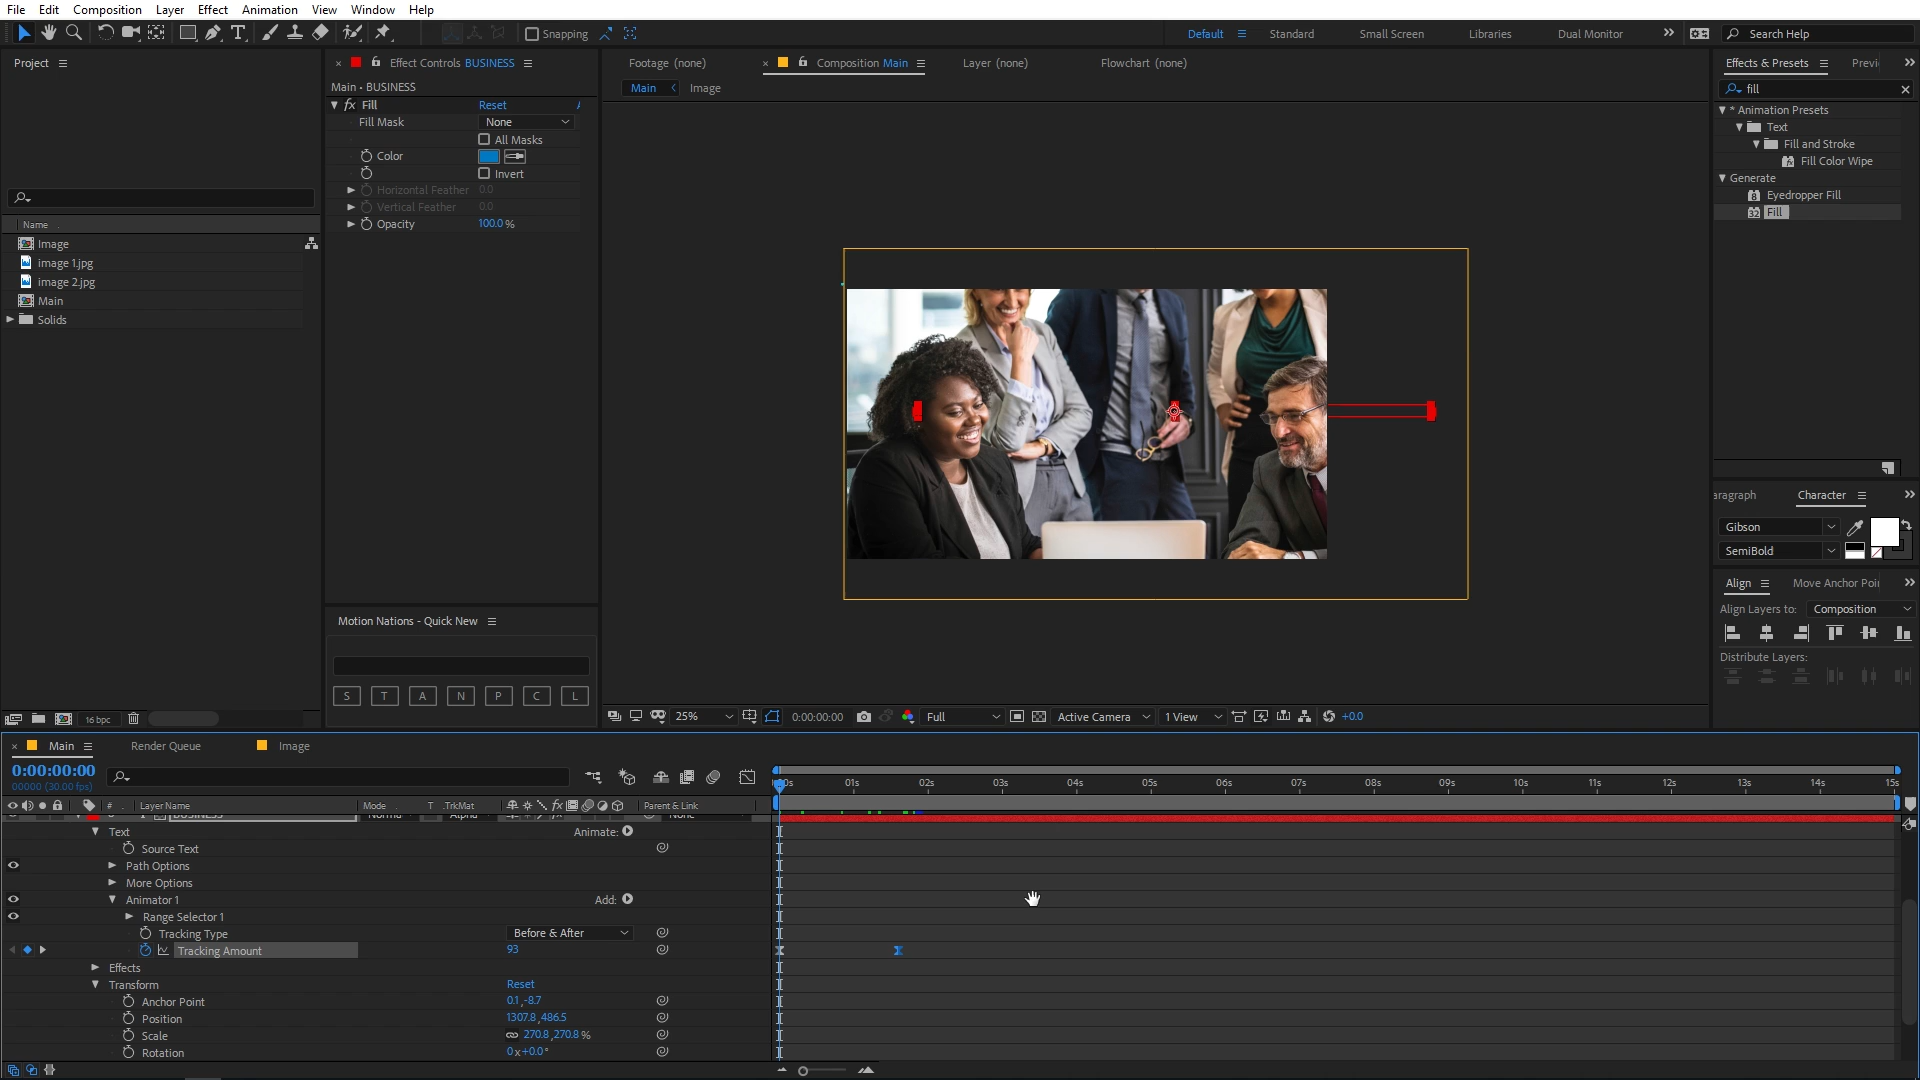 File Edit Composition Layer Effect Animation View Window Help
Snapping
Default Standard Small Screen Libraries Dual Monitor Search Help
Project
Effect Controls BUSINESS
Footage (none) Composition Main Layer (none) Flowchart (none)
Effects & Presets
Main • BUSINESS
Main Image
fill
fx Fill Reset
Fill Mask None
All Masks
Color
Invert
Horizontal Feather 0.0
Vertical Feather 0.0
Opacity 100.0 %
* Animation Presets
Text
Fill and Stroke
Fill Color Wipe
Generate
Eyedropper Fill
Fill
Name
Image
image 1.jpg
image 2.jpg
Main
Solids
aragraph Character
Gibson
SemiBold
Align Move Anchor Poi
Align Layers to: Composition
Distribute Layers:
Motion Nations - Quick New
S T A N P C L
16 bpc
25% 0:00:00:00 Full Active Camera 1 View +0.0
Main Render Queue Image
0:00:00:00
00000 (30.00 fps)
01s 02s 03s 04s 05s 06s 07s 08s 09s 10s 11s 12s 13s 14s 15s
# Layer Name Mode T .TrkMat fx Parent & Link
BUSINESS
Text Animate:
Source Text
Path Options
More Options
Animator 1 Add:
Range Selector 1
Tracking Type Before & After
Tracking Amount 93
Effects
Transform Reset
Anchor Point 0.1,-8.7
Position 1307.8,486.5
Scale 270.8,270.8 %
Rotation 0x+0.0°